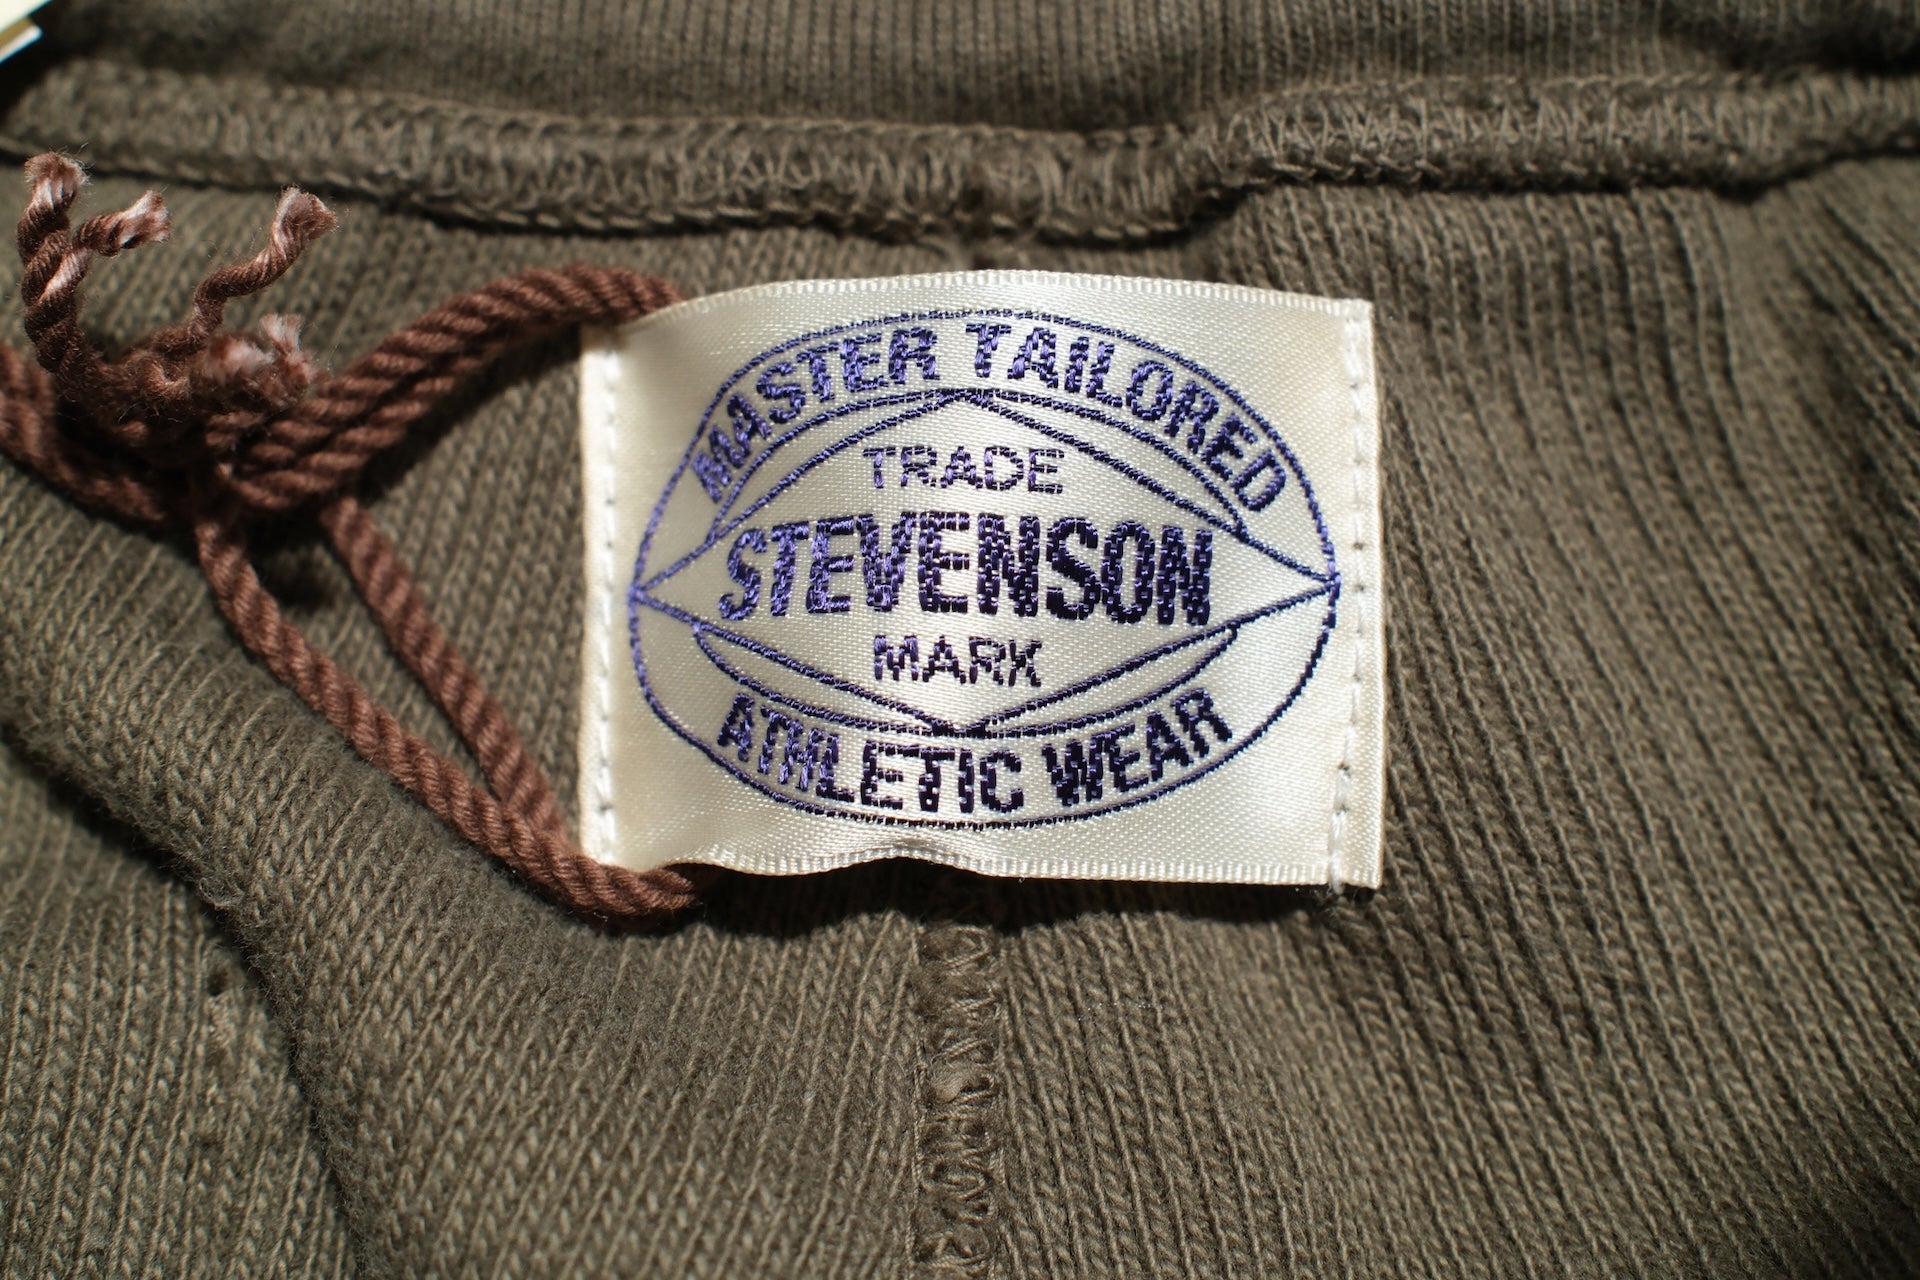 MASTER TAILORED
TRADE
STEVENSON
MARK
ATHLETIC WEAR